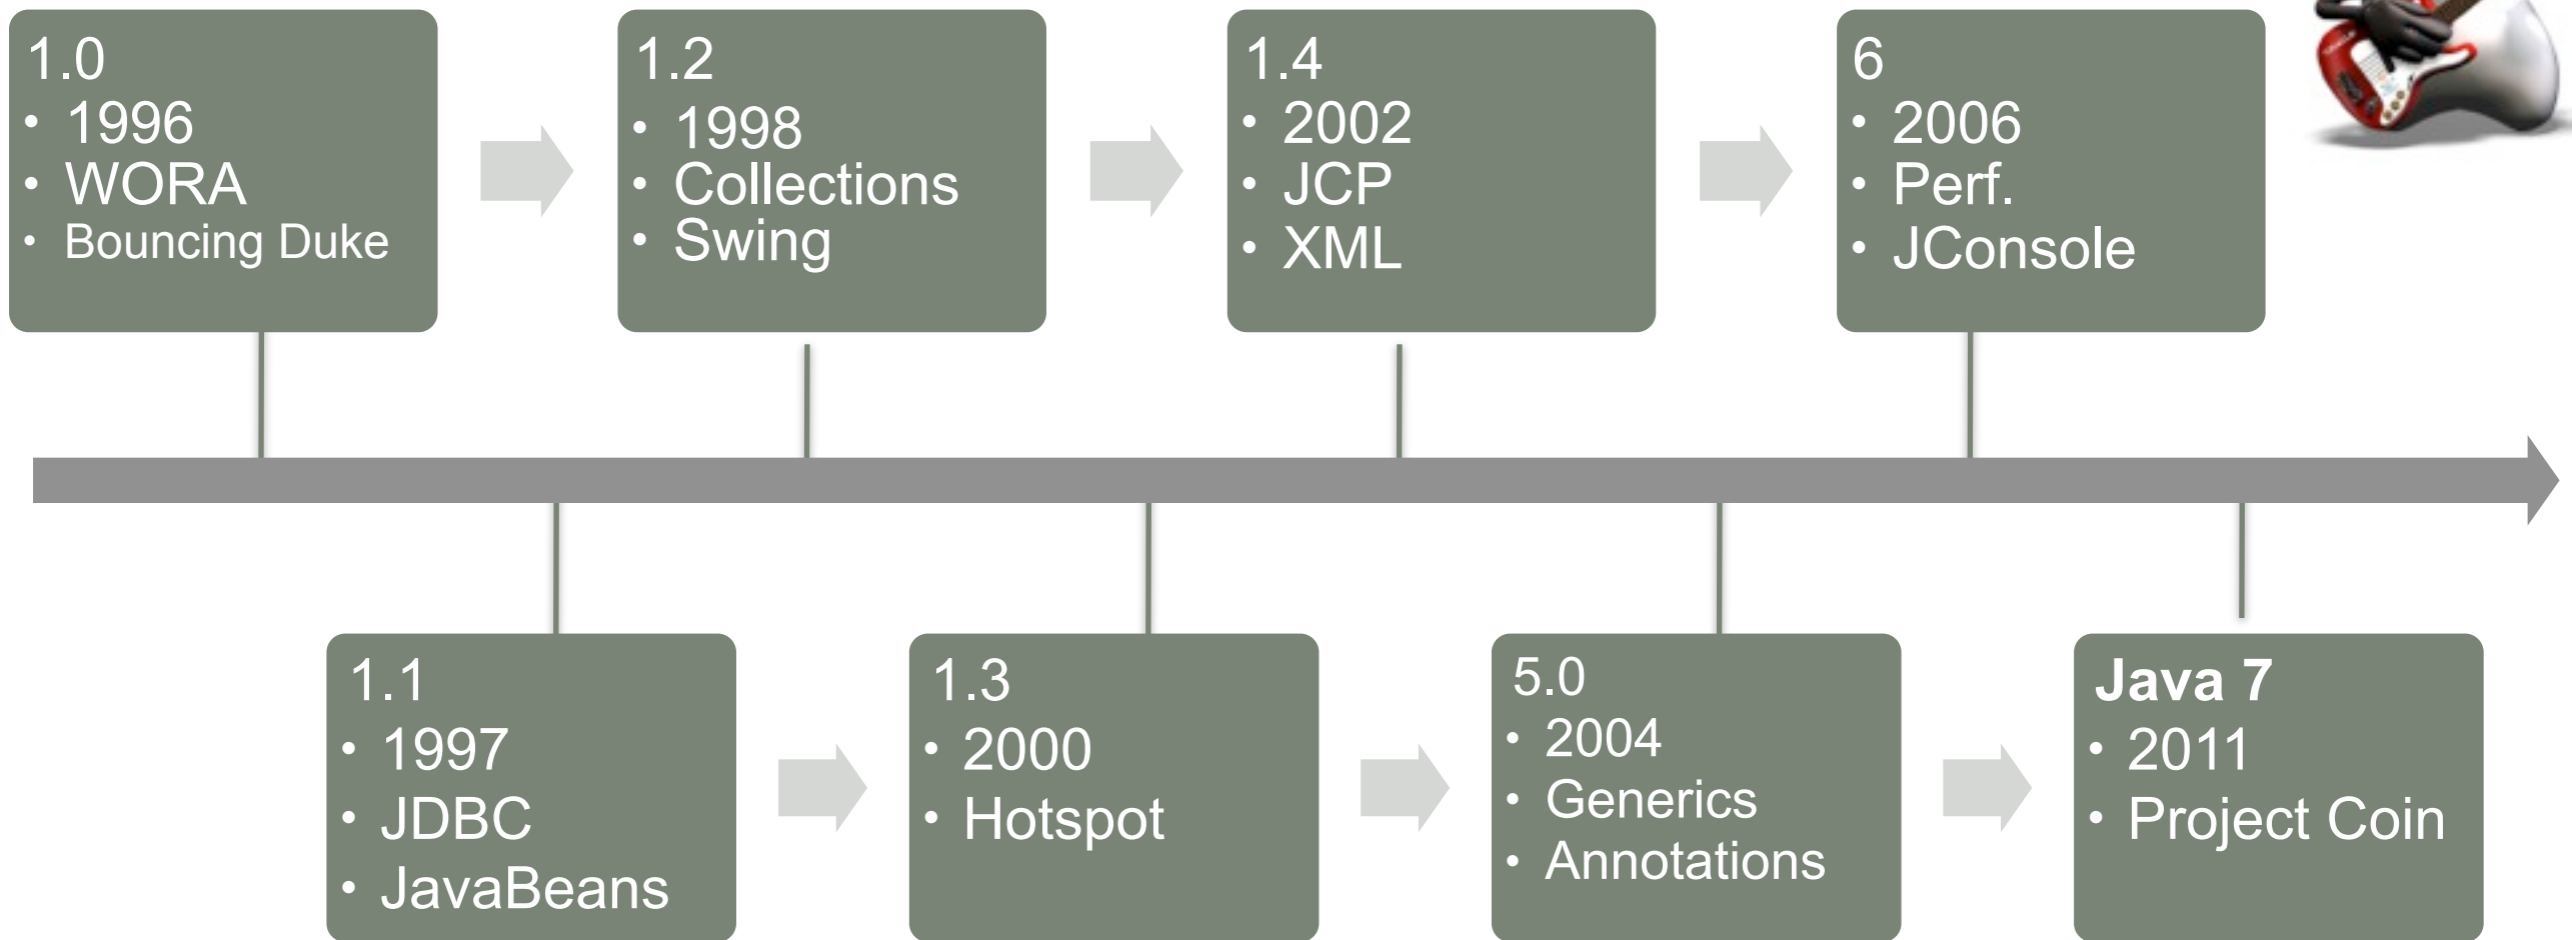 1.0
• 1996
• WORA
• Bouncing Duke
1.2
• 1998
• Collections
• Swing
1.4
• 2002
• JCP
• XML
6
• 2006
• Perf.
• JConsole
1.1
• 1997
• JDBC
• JavaBeans
1.3
• 2000
• Hotspot
5.0
• 2004
• Generics
• Annotations
Java 7
• 2011
• Project Coin